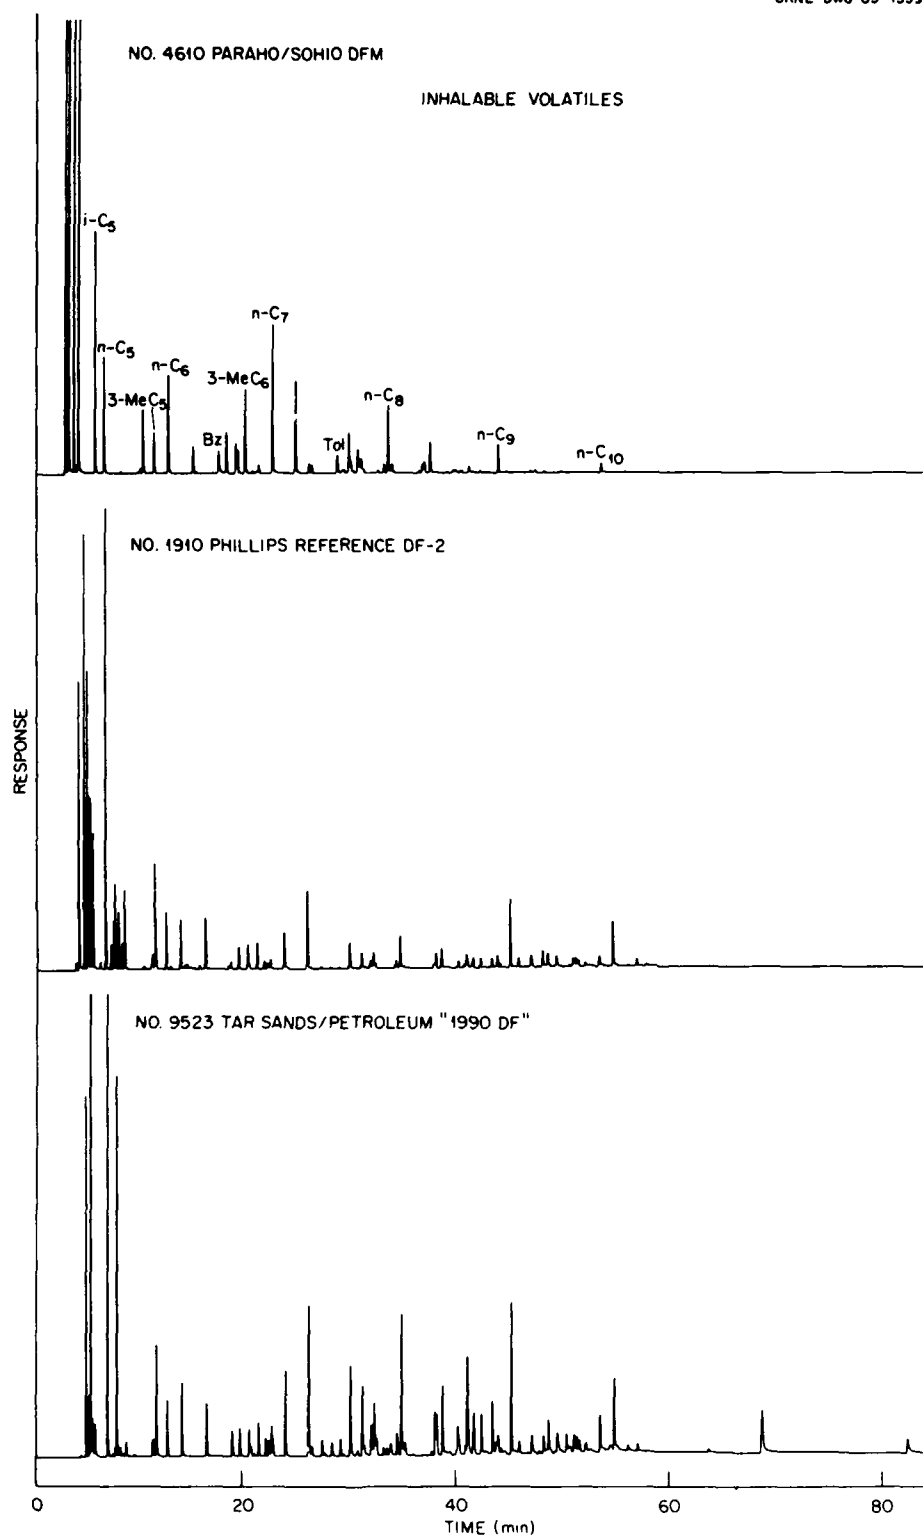 NO. 4610 PARAHO/SOHIO DFM
INHALABLE VOLATILES
i-C5
n-C5
3-MeC5
n-C6
Bz
3-MeC6
n-C7
Tol
n-C8
n-C9
n-C10
NO. 1910 PHILLIPS REFERENCE DF-2
RESPONSE
NO. 9523 TAR SANDS/PETROLEUM "1990 DF"
0 20 40 60 80
TIME (min)